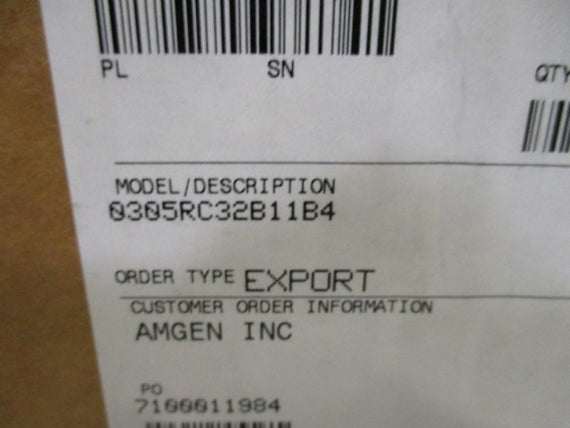 PL SN QTY
MODEL/DESCRIPTION
0305RC32B11B4
ORDER TYPE EXPORT
CUSTOMER ORDER INFORMATION
AMGEN INC
PO
7100011984